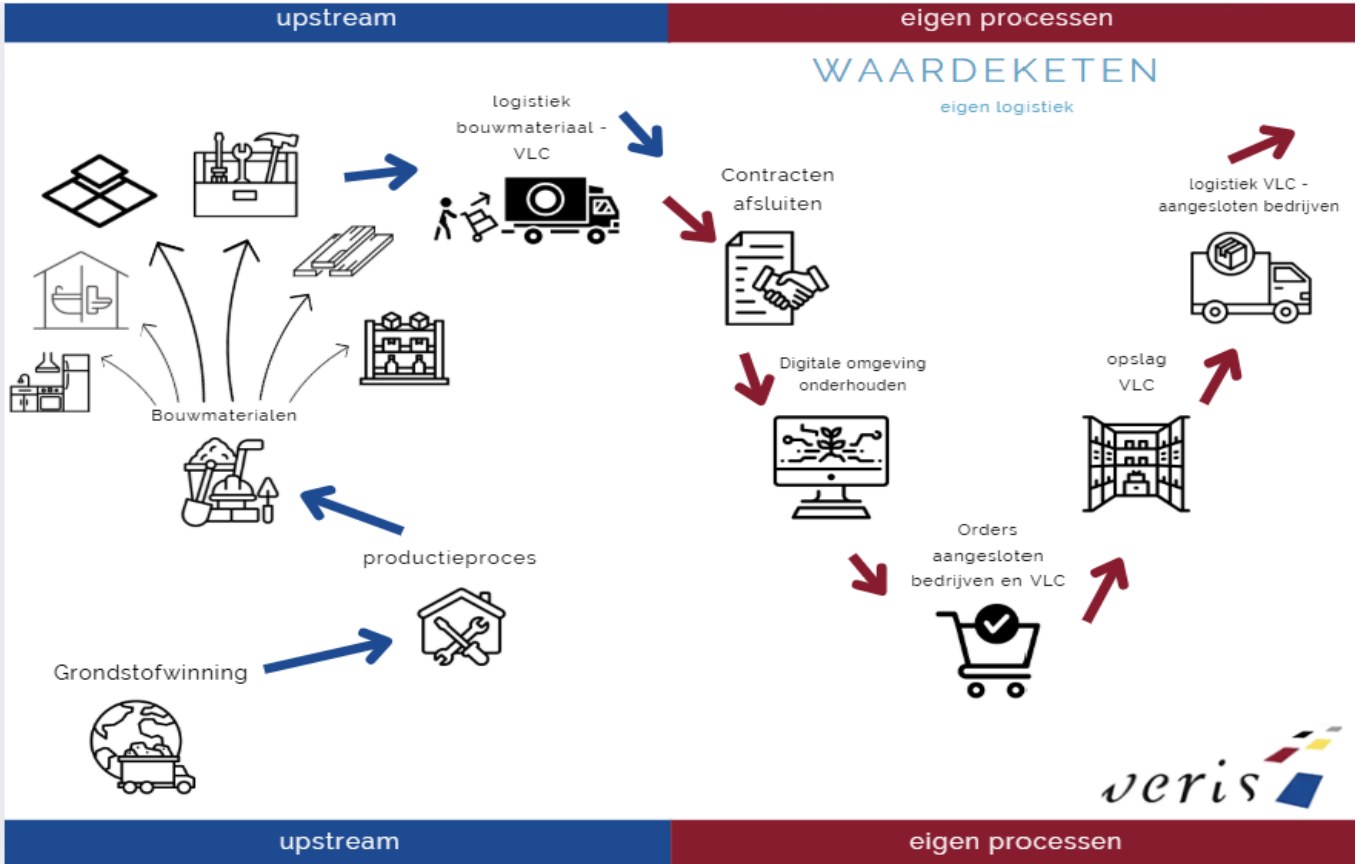 upstream
eigen processen
WAARDEKETEN
eigen logistiek
logistiek
bouwmateriaal -
VLC
Contracten
afsluiten
logistiek VLC -
aangesloten bedrijven
Digitale omgeving
onderhouden
opslag
VLC
Bouwmaterialen
Orders
aangesloten
bedrijven en VLC
productieproces
Grondstofwinning
veris
upstream
eigen processen